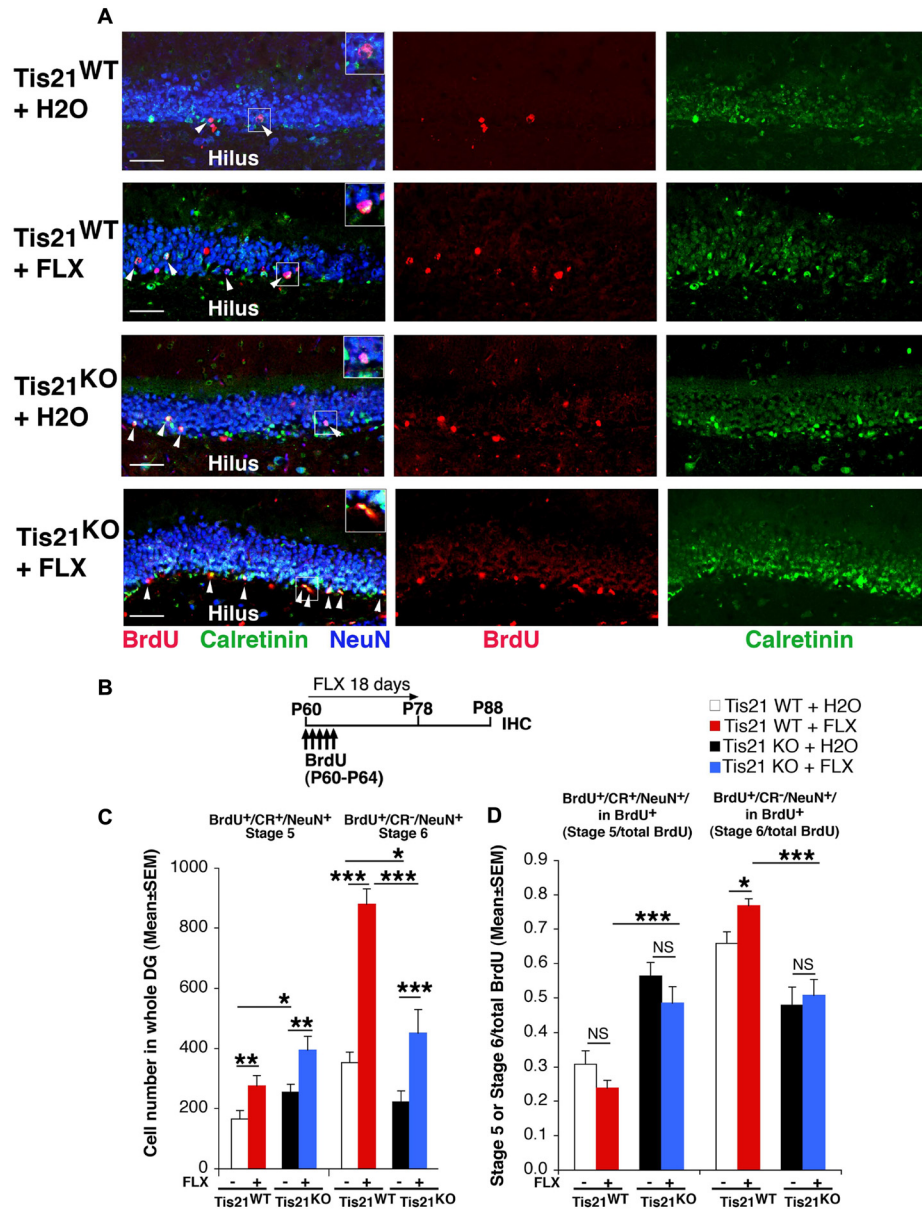 A
Tis21WT
+ H2O
Hilus
Tis21WT
+ FLX
Hilus
Tis21KO
+ H2O
Hilus
Tis21KO
+ FLX
Hilus
BrdU Calretinin NeuN BrdU Calretinin
B
FLX 18 days
P60 P78 P88
IHC
BrdU
(P60-P64)
Tis21 WT + H2O
Tis21 WT + FLX
Tis21 KO + H2O
Tis21 KO + FLX
C
BrdU+/CR+/NeuN+
Stage 5
BrdU+/CR-/NeuN+
Stage 6
Cell number in whole DG (Mean±SEM)
1000
800
600
400
200
0
** * ** *** * *** ***
FLX - + - + - + - +
Tis21WT Tis21KO Tis21WT Tis21KO
D
BrdU+/CR+/NeuN+/
in BrdU+
(Stage 5/total BrdU)
BrdU+/CR-/NeuN+/
in BrdU+
(Stage 6/total BrdU)
Stage 5 or Stage 6/total BrdU (Mean±SEM)
0.9
0.8
0.7
0.6
0.5
0.4
0.3
0.2
0.1
0.0
NS *** NS * *** NS
FLX - + - + - + - +
Tis21WT Tis21KO Tis21WT Tis21KO